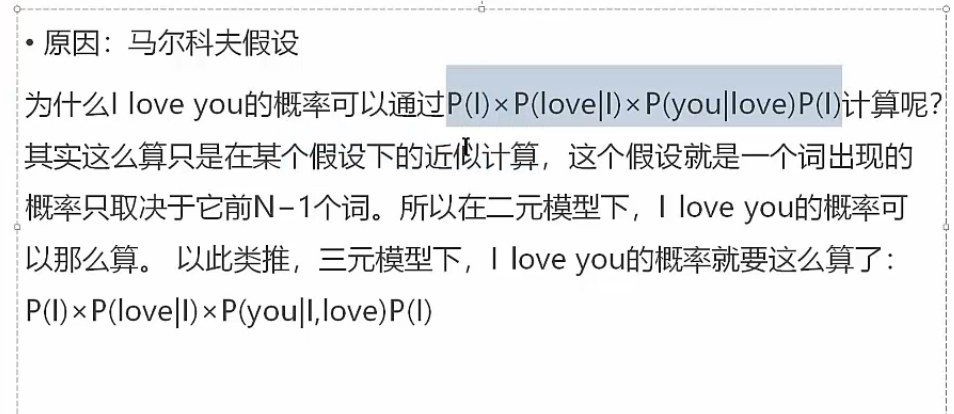 • 原因：马尔科夫假设
为什么I love you的概率可以通过P(I)×P(love|I)×P(you|love)P(I)计算呢？
其实这么算只是在某个假设下的近似计算，这个假设就是一个词出现的
概率只取决于它前N-1个词。所以在二元模型下，I love you的概率可
以那么算。 以此类推，三元模型下，I love you的概率就要这么算了：
P(I)×P(love|I)×P(you|I,love)P(I)